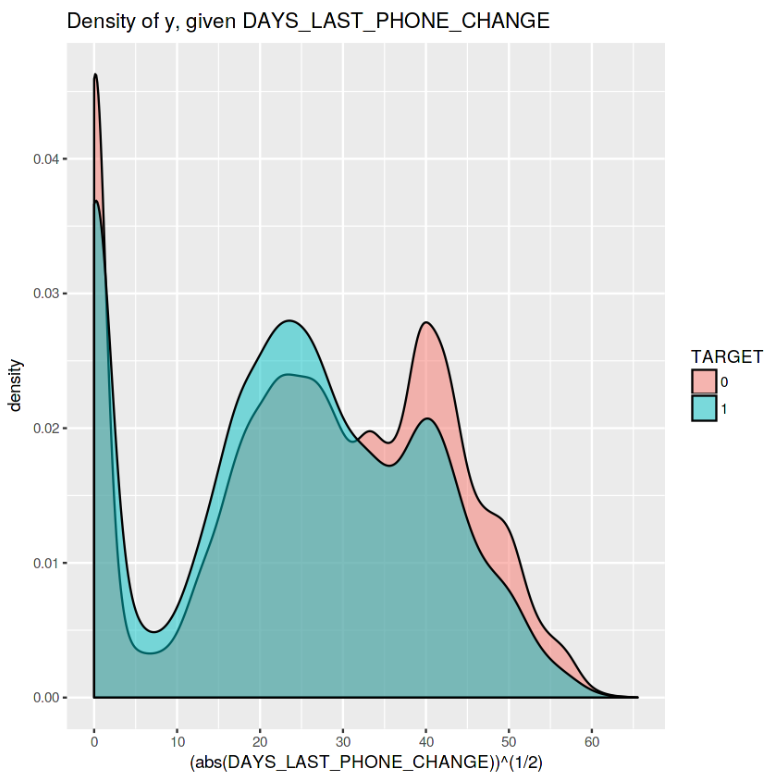 Density of y, given DAYS_LAST_PHONE_CHANGE
0.04
0.03
0.02
0.01
0.00
density
0 10 20 30 40 50 60
(abs(DAYS_LAST_PHONE_CHANGE))^(1/2)
TARGET
0
1